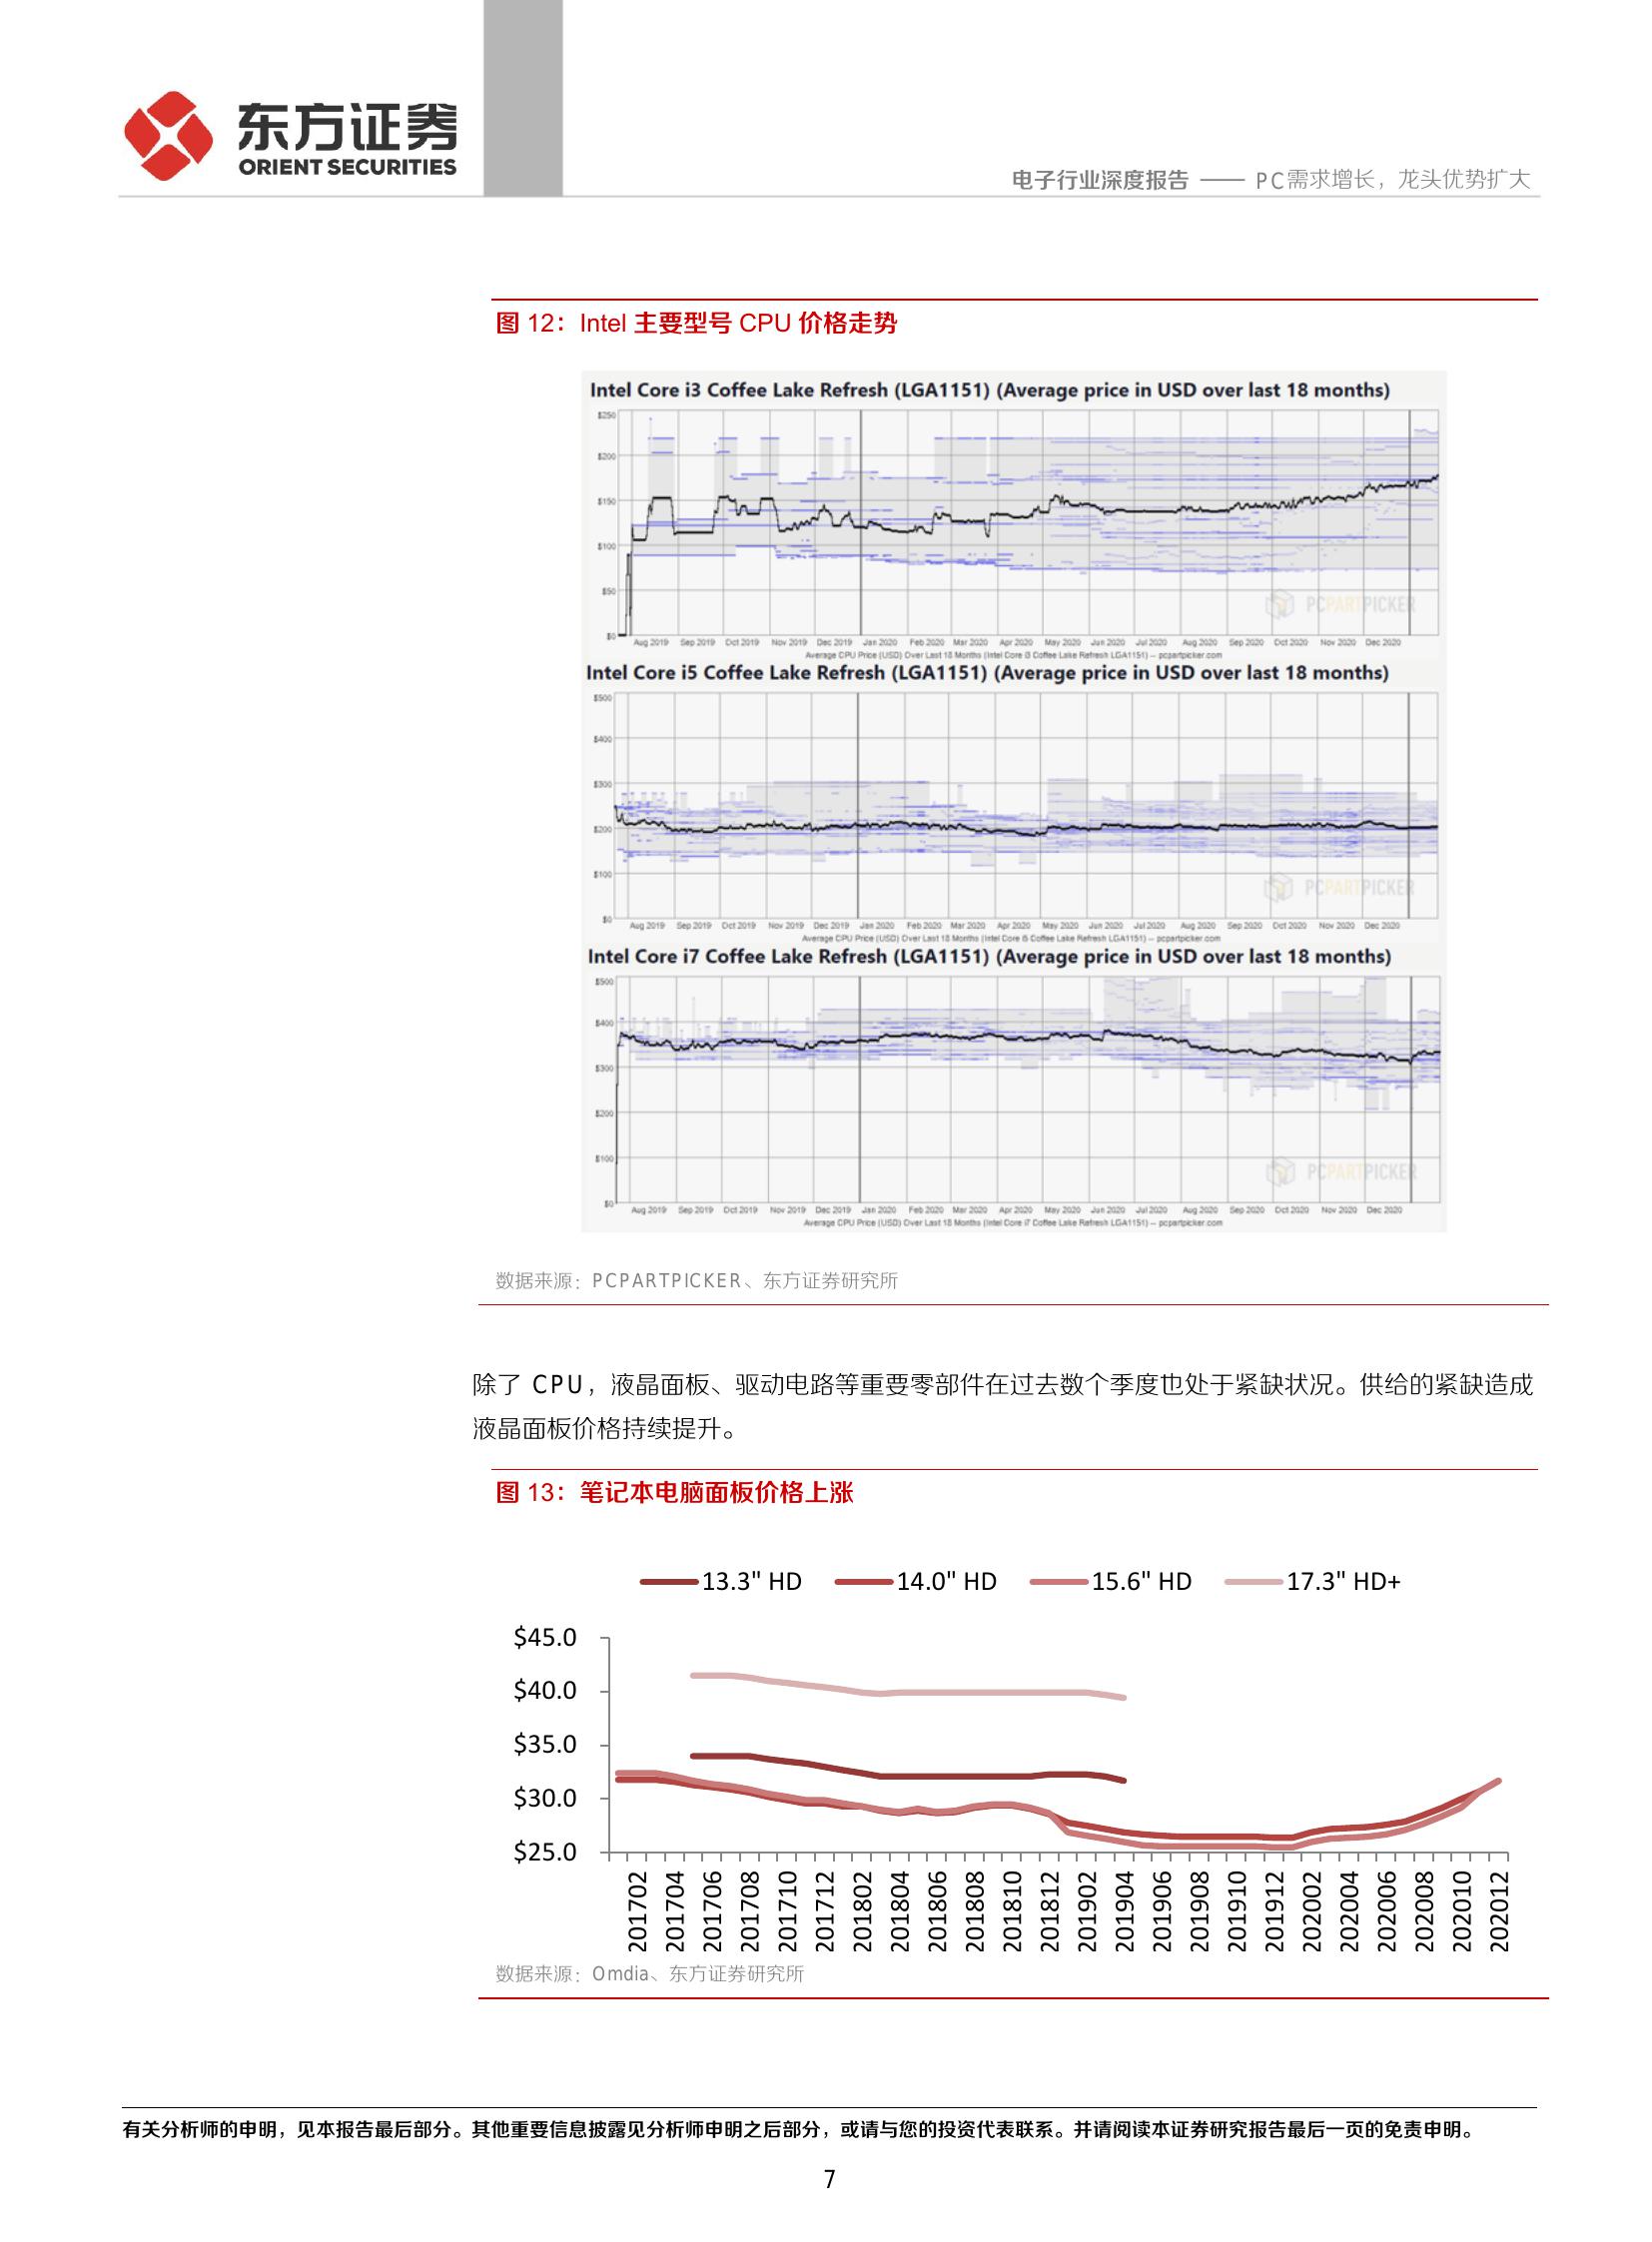 东方证券
ORIENT SECURITIES
电子行业深度报告 —— PC需求增长，龙头优势扩大
图 12：Intel 主要型号 CPU 价格走势
Intel Core i3 Coffee Lake Refresh (LGA1151) (Average price in USD over last 18 months)
$250
$200
$150
$100
$50
$0
PCPARTPICKER
Aug 2019 Sep 2019 Oct 2019 Nov 2019 Dec 2019 Jan 2020 Feb 2020 Mar 2020 Apr 2020 May 2020 Jun 2020 Jul 2020 Aug 2020 Sep 2020 Oct 2020 Nov 2020 Dec 2020
Average CPU Price (USD) Over Last 18 Months (Intel Core i3 Coffee Lake Refresh LGA1151) -- pcpartpicker.com
Intel Core i5 Coffee Lake Refresh (LGA1151) (Average price in USD over last 18 months)
$500
$400
$300
$200
$100
$0
PCPARTPICKER
Aug 2019 Sep 2019 Oct 2019 Nov 2019 Dec 2019 Jan 2020 Feb 2020 Mar 2020 Apr 2020 May 2020 Jun 2020 Jul 2020 Aug 2020 Sep 2020 Oct 2020 Nov 2020 Dec 2020
Average CPU Price (USD) Over Last 18 Months (Intel Core i5 Coffee Lake Refresh LGA1151) -- pcpartpicker.com
Intel Core i7 Coffee Lake Refresh (LGA1151) (Average price in USD over last 18 months)
$500
$400
$300
$200
$100
$0
PCPARTPICKER
Aug 2019 Sep 2019 Oct 2019 Nov 2019 Dec 2019 Jan 2020 Feb 2020 Mar 2020 Apr 2020 May 2020 Jun 2020 Jul 2020 Aug 2020 Sep 2020 Oct 2020 Nov 2020 Dec 2020
Average CPU Price (USD) Over Last 18 Months (Intel Core i7 Coffee Lake Refresh LGA1151) -- pcpartpicker.com
数据来源：PCPARTPICKER、东方证券研究所
除了 CPU，液晶面板、驱动电路等重要零部件在过去数个季度也处于紧缺状况。供给的紧缺造成
液晶面板价格持续提升。
图 13：笔记本电脑面板价格上涨
13.3" HD 14.0" HD 15.6" HD 17.3" HD+
$45.0
$40.0
$35.0
$30.0
$25.0
201702 201704 201706 201708 201710 201712 201802 201804 201806 201808 201810 201812 201902 201904 201906 201908 201910 201912 202002 202004 202006 202008 202010 202012
数据来源：Omdia、东方证券研究所
有关分析师的申明，见本报告最后部分。其他重要信息披露见分析师申明之后部分，或请与您的投资代表联系。并请阅读本证券研究报告最后一页的免责申明。
7